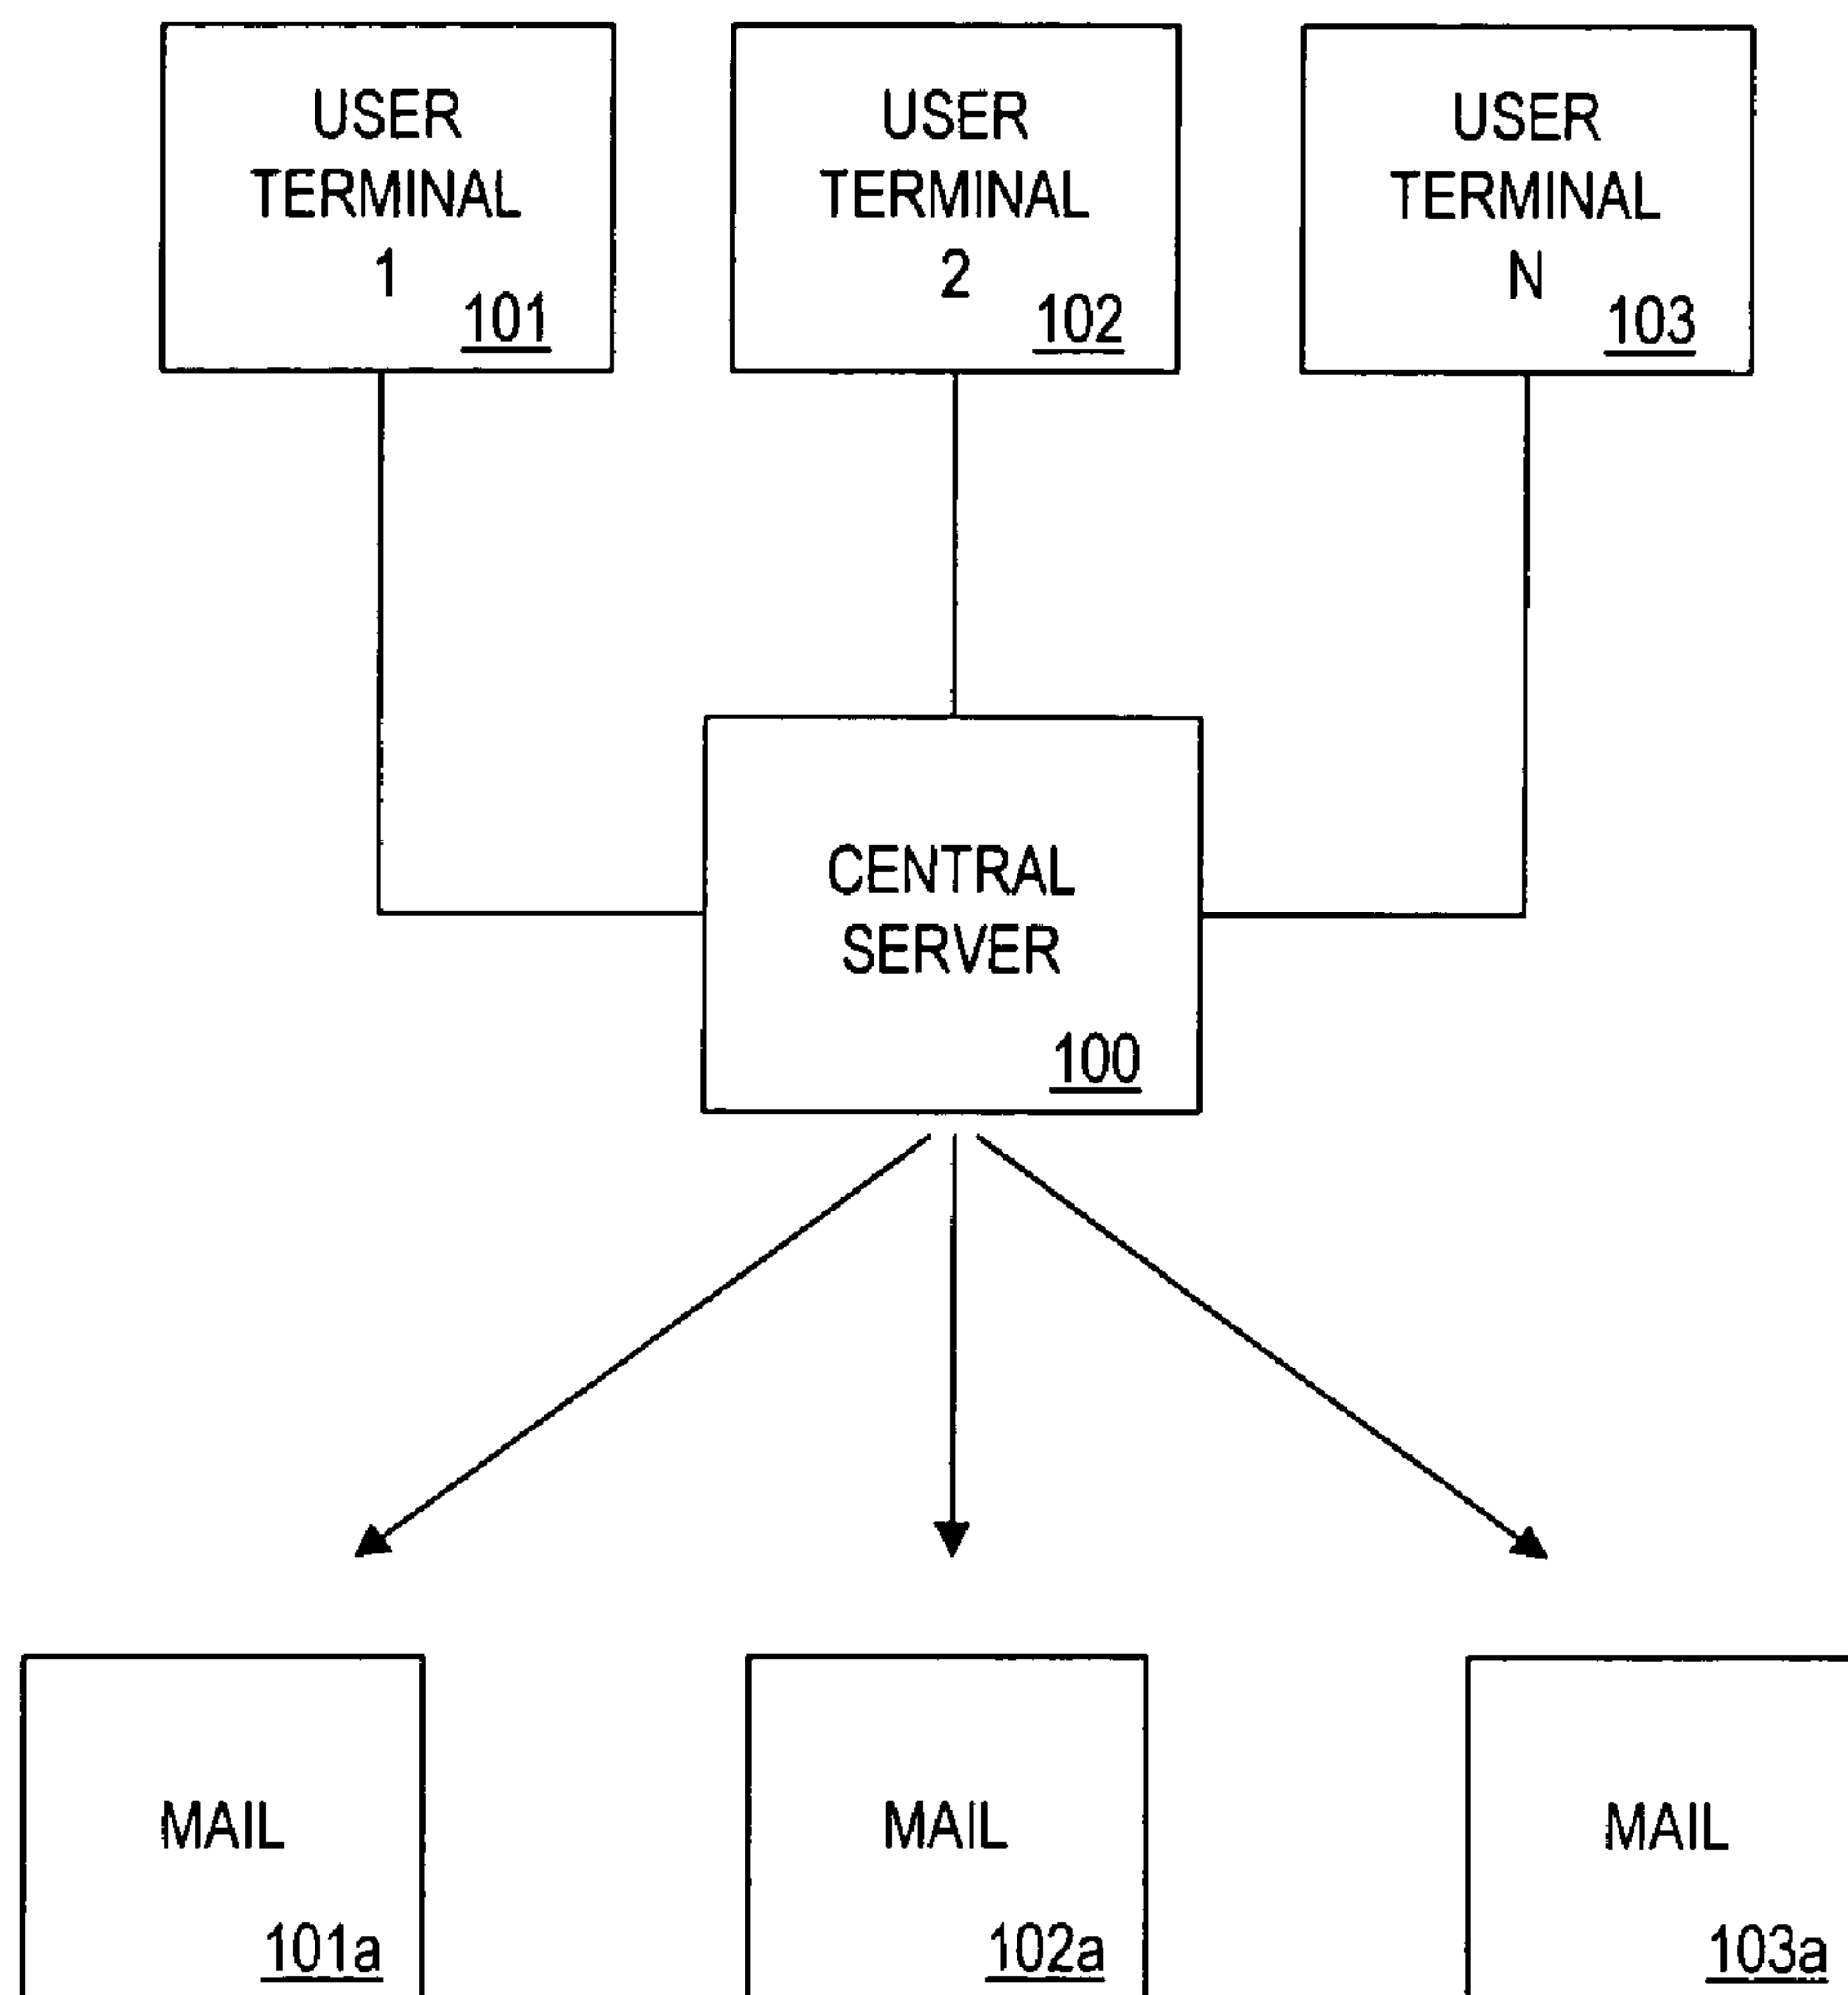 USER
TERMINAL
1
101
USER
TERMINAL
2
102
USER
TERMINAL
N
103
CENTRAL
SERVER
100
MAIL
101a
MAIL
102a
MAIL
103a